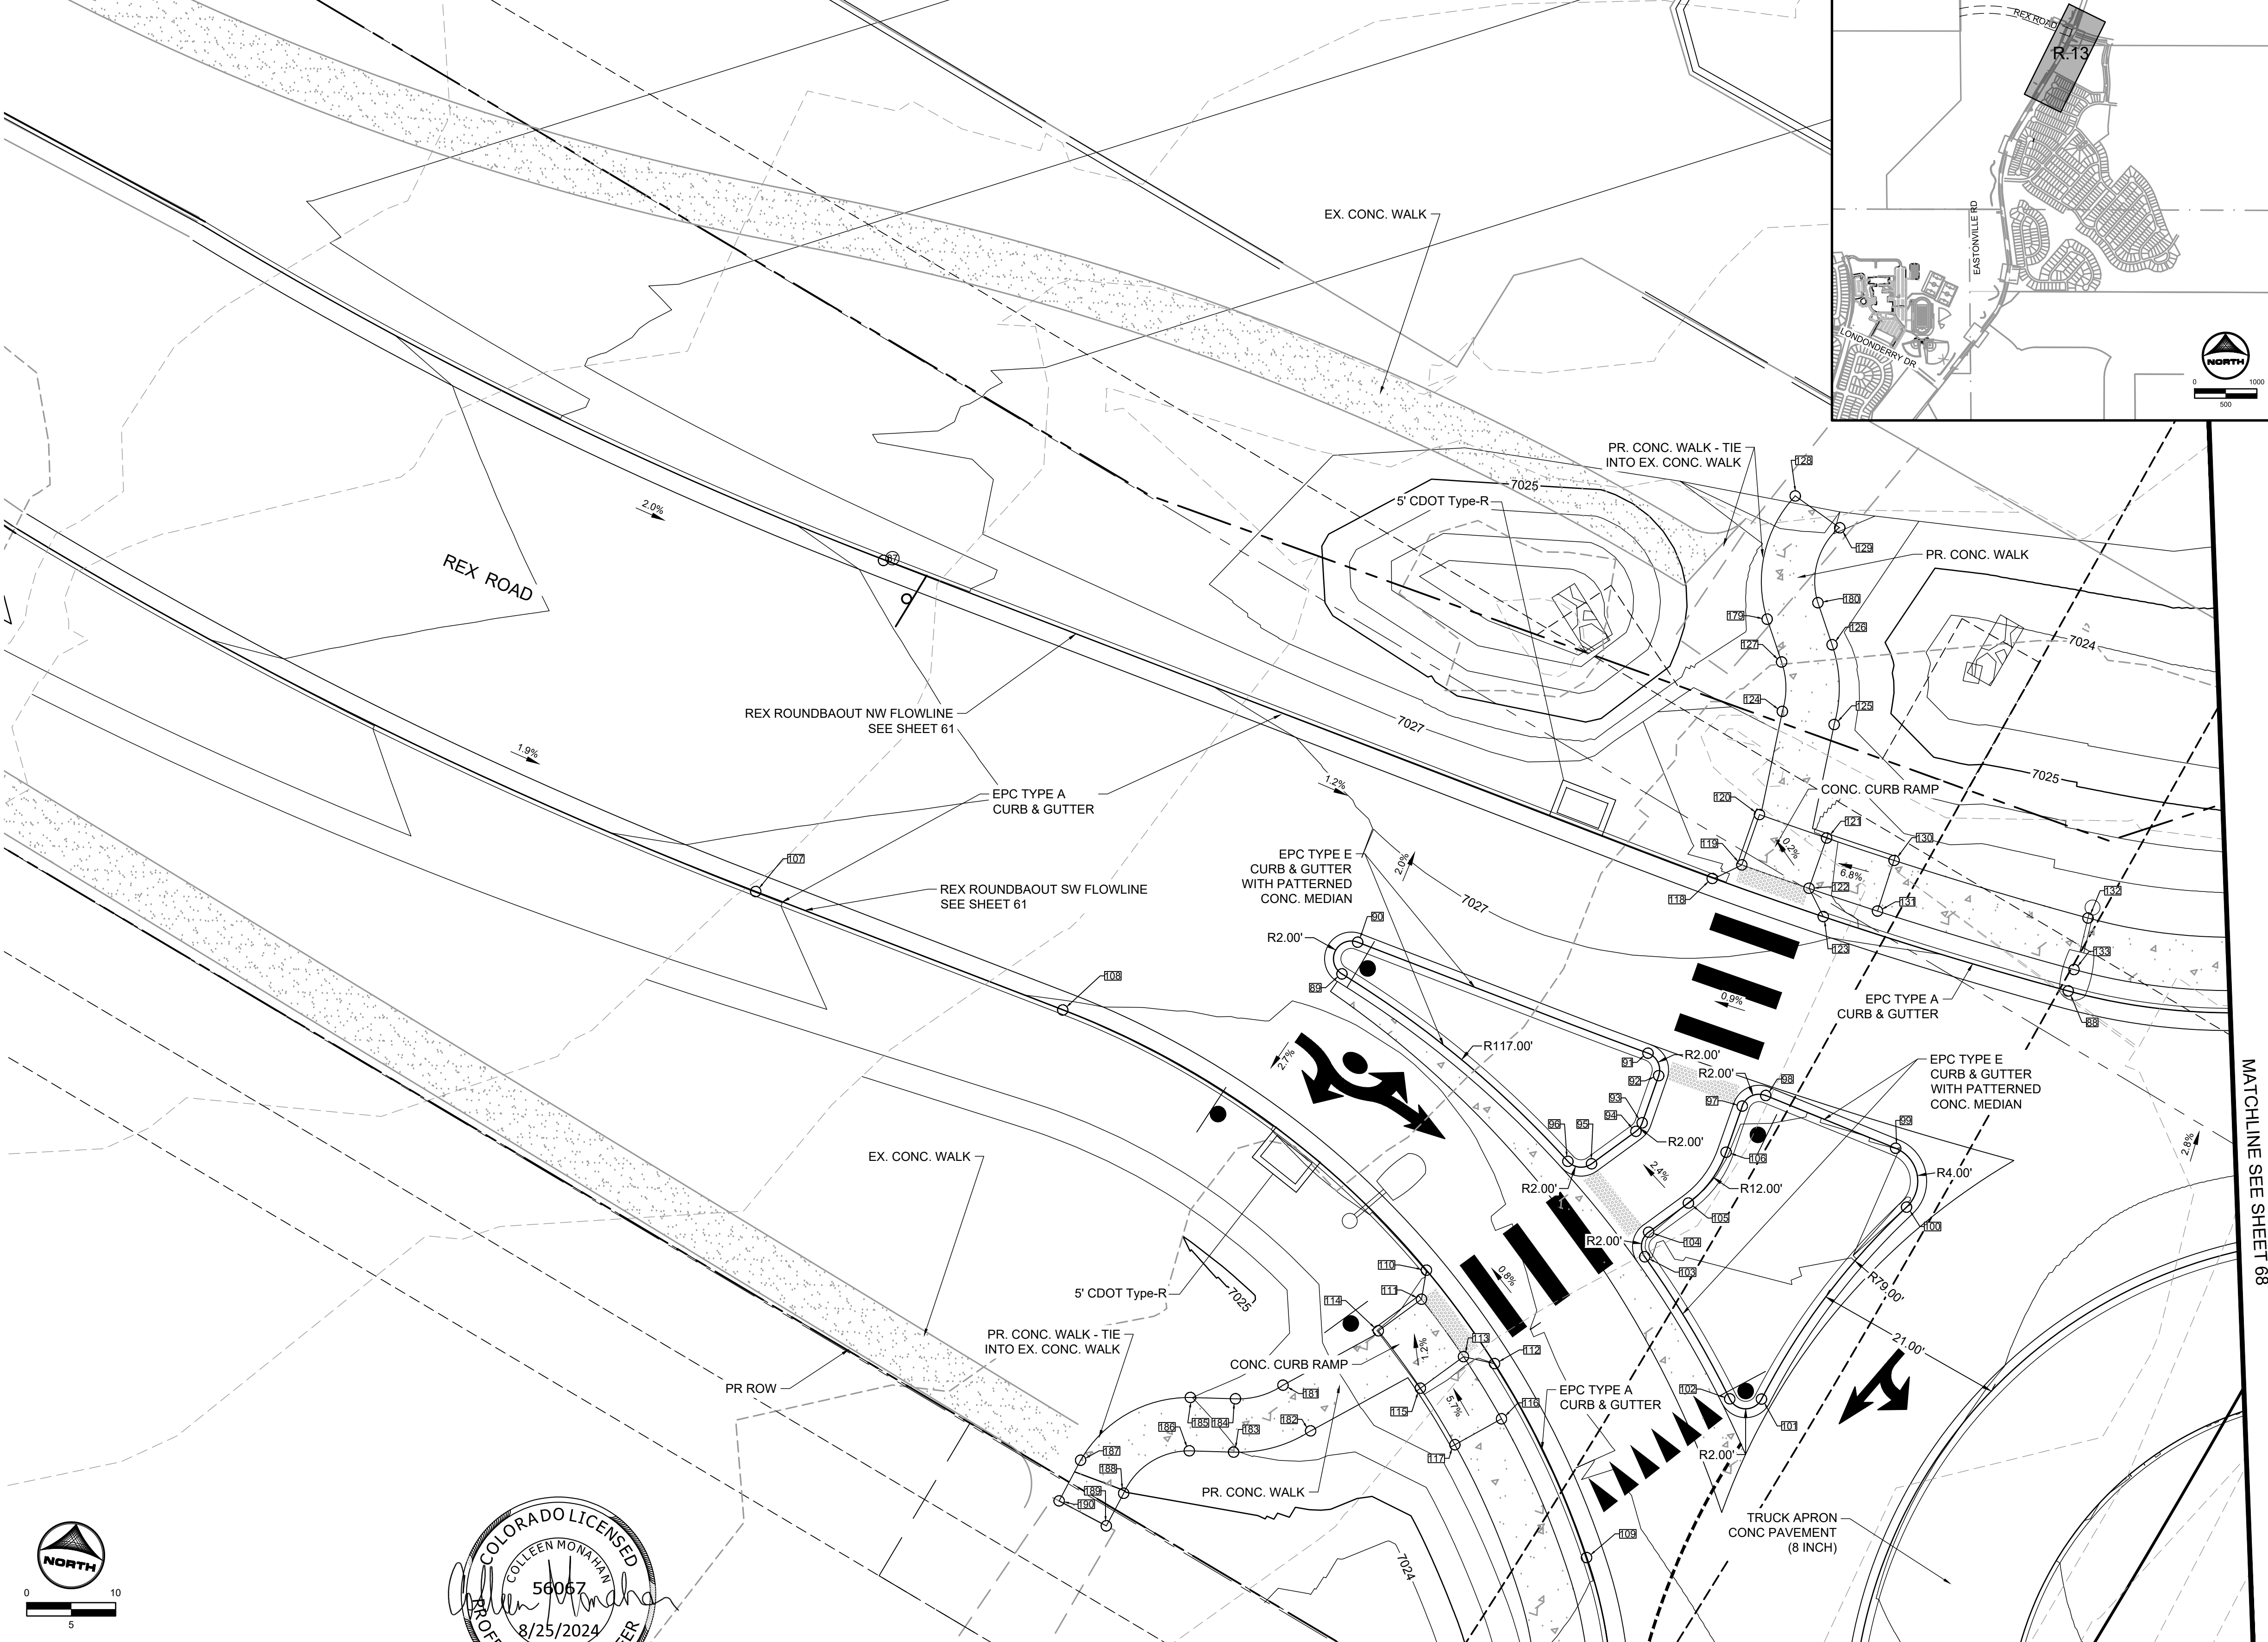 REX ROAD
R.13
EASTONVILLE RD
LONDONDERRY DR
NORTH
0
1000
500
EX. CONC. WALK
PR. CONC. WALK - TIE
INTO EX. CONC. WALK
128
7025
5' CDOT Type-R
2.0%
129
PR. CONC. WALK
REX ROAD
180
179
126
127
7024
124
125
REX ROUNDBAOUT NW FLOWLINE
SEE SHEET 61
7027
1.9%
7025
1.2%
EPC TYPE A
CURB & GUTTER
CONC. CURB RAMP
120
121
130
119
0.2%
107
EPC TYPE E
CURB & GUTTER
WITH PATTERNED
CONC. MEDIAN
2.0%
6.8%
REX ROUNDBAOUT SW FLOWLINE
SEE SHEET 61
122
132
118
131
7027
90
R2.00'
123
133
108
89
0.9%
EPC TYPE A
CURB & GUTTER
88
R117.00'
2.7%
91
R2.00'
R2.00'
EPC TYPE E
CURB & GUTTER
WITH PATTERNED
CONC. MEDIAN
92
98
93
97
94
96
95
99
R2.00'
2.8%
MATCHLINE SEE SHEET 68
EX. CONC. WALK
106
2.4%
R4.00'
R2.00'
R12.00'
105
100
R2.00'
104
110
103
0.8%
111
R79.00'
5' CDOT Type-R
7025
114
21.00'
PR. CONC. WALK - TIE
INTO EX. CONC. WALK
113
1.2%
CONC. CURB RAMP
112
PR ROW
EPC TYPE A
CURB & GUTTER
102
181
5.7%
116
115
101
186
185
184
183
182
187
117
R2.00'
188
189
190
PR. CONC. WALK
TRUCK APRON
CONC PAVEMENT
(8 INCH)
109
7024
NORTH
0
10
5
COLORADO LICENSED
COLLEEN MONAHAN
56067
8/25/2024